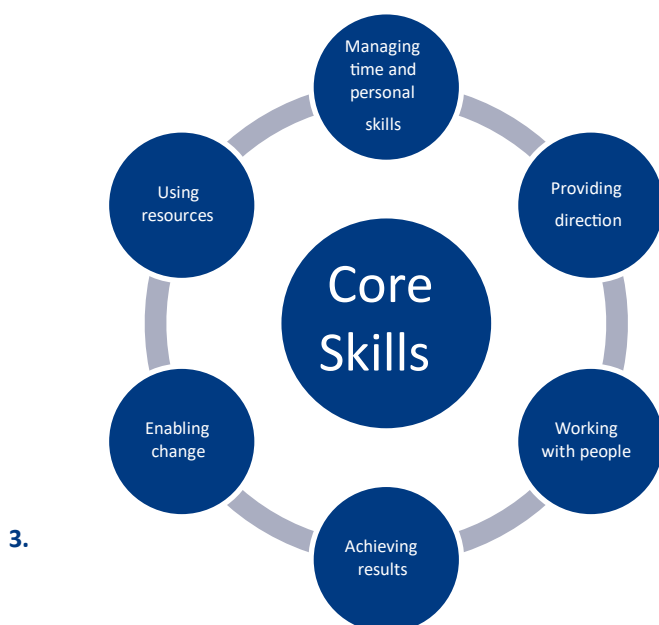 Managing
time and
personal
skills
Providing
direction
Working
with people
Achieving
results
Enabling
change
Using
resources
Core
Skills
3.